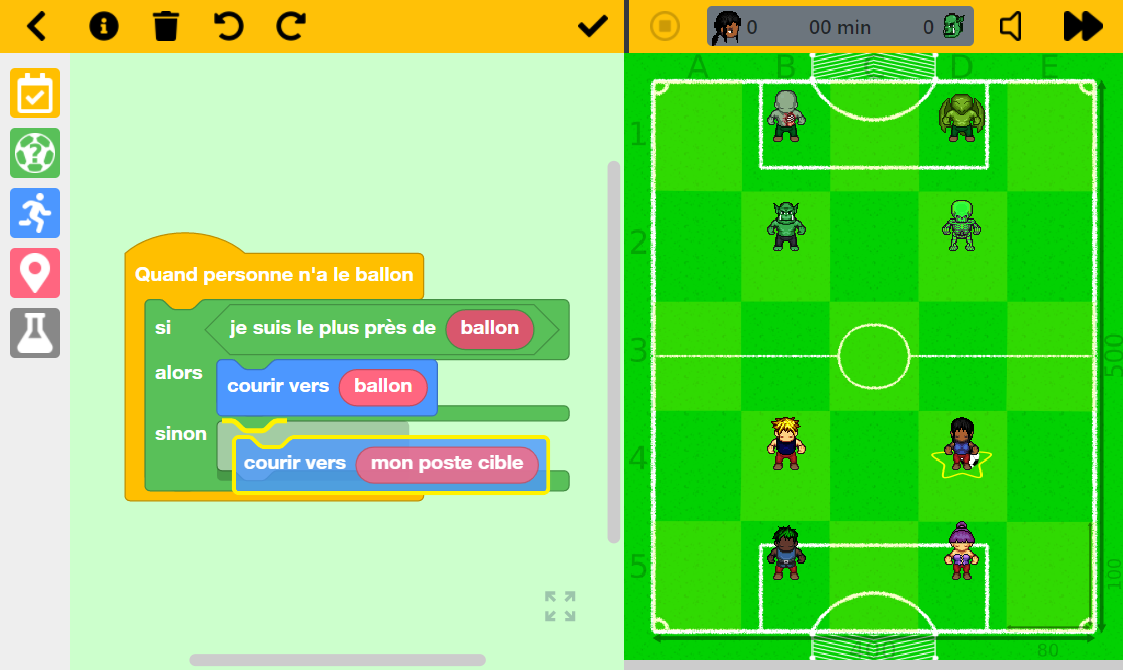 0 00 min 0
A B C D E
Quand personne n'a le ballon
si je suis le plus près de ballon
alors courir vers ballon
sinon
courir vers mon poste cible
1
2
3
4
5
500
100
400
80